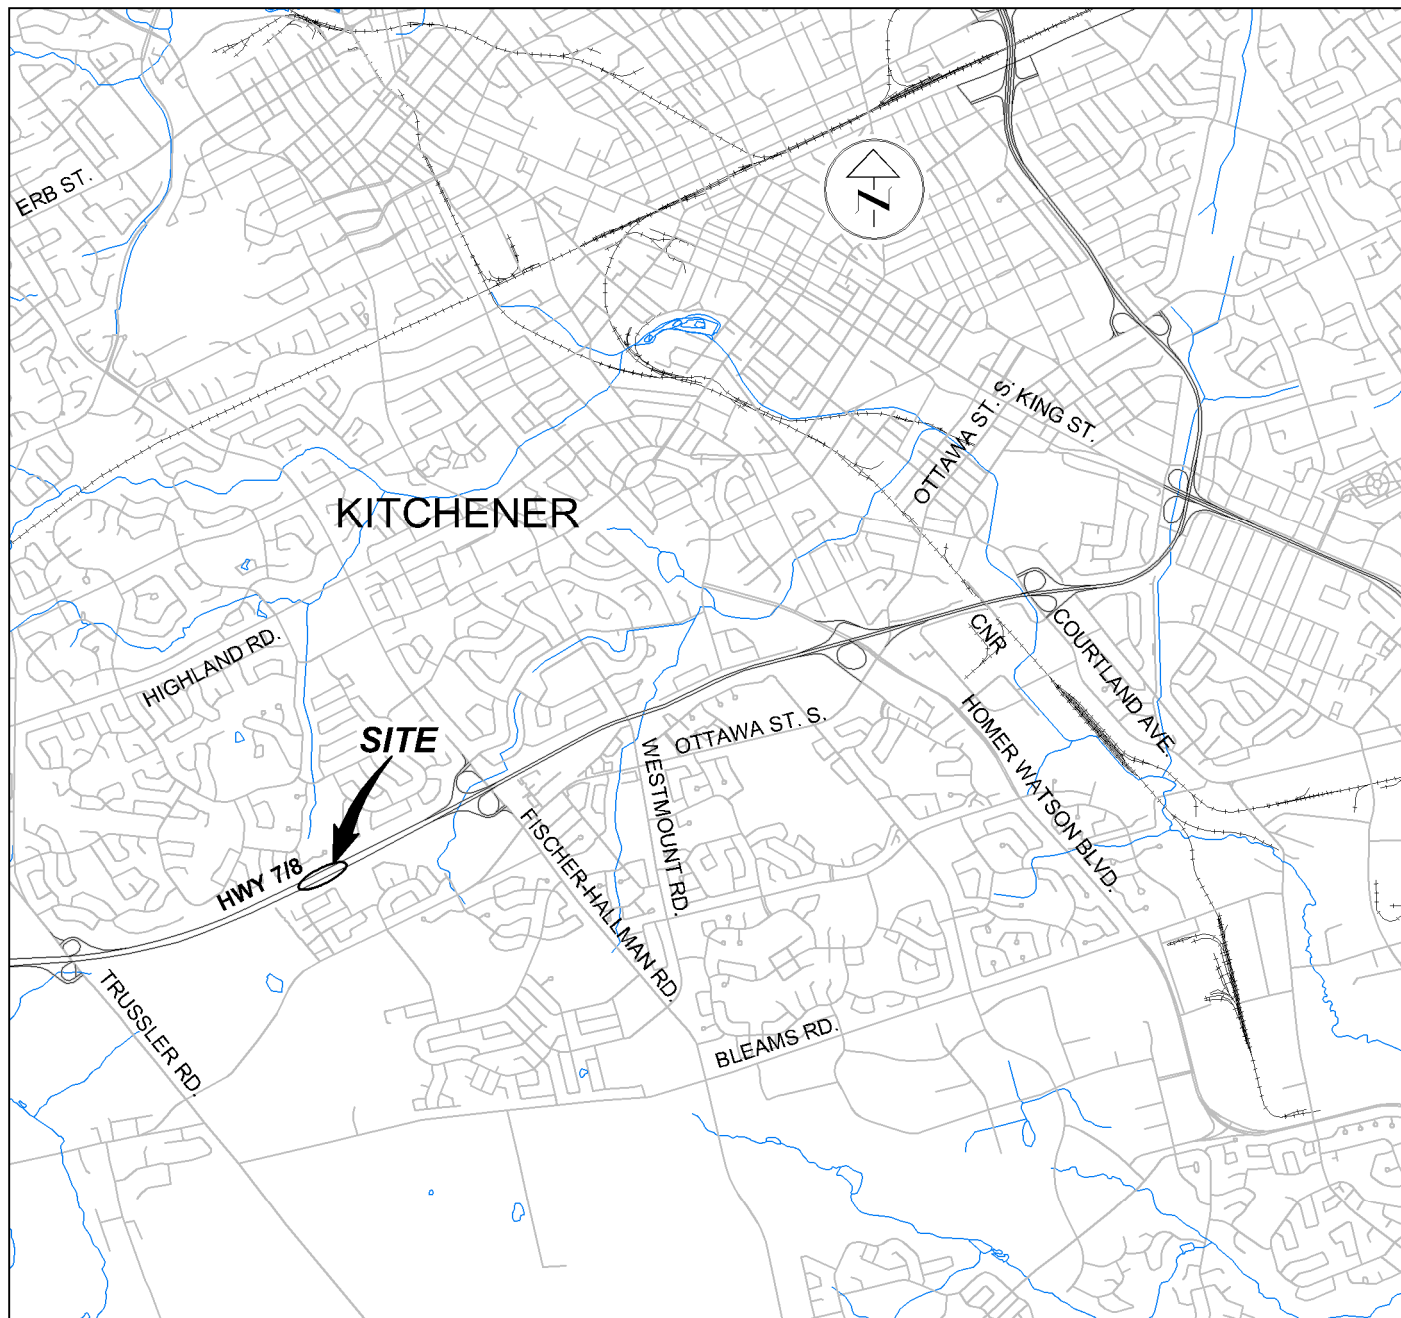 ERB ST.
N
OTTAWA ST. S.
KING ST.
KITCHENER
HIGHLAND RD.
CNR
COURTLAND AVE.
SITE
OTTAWA ST. S.
WESTMOUNT RD.
HOMER WATSON BLVD.
HWY 7/8
FISCHER-HALLMAN RD.
TRUSSLER RD.
BLEAMS RD.